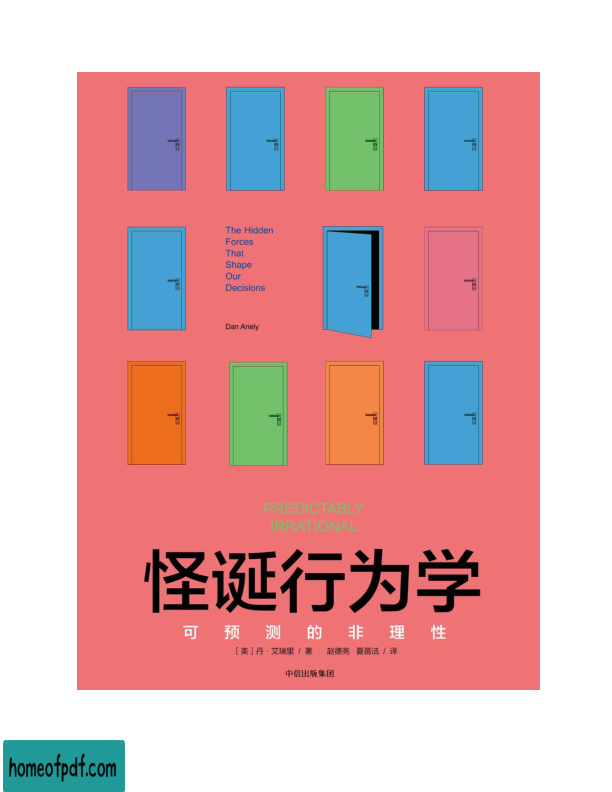 The Hidden
Forces
That
Shape
Our
Decisions
Dan Ariely
PREDICTABLY
IRRATIONAL
怪诞行为学
可预测的非理性
［美］丹·艾瑞里 / 著 赵德亮 夏蓓洁 / 译
中信出版集团
homeofpdf.com